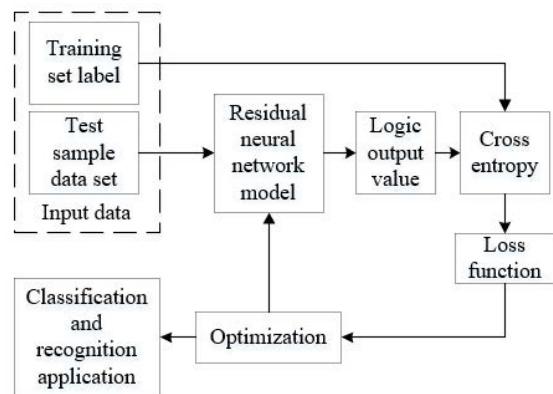 Training
set label
Test
sample
data set
Input data
Residual
neural
network
model
Logic
output
value
Cross
entropy
Loss
function
Optimization
Classification
and
recognition
application